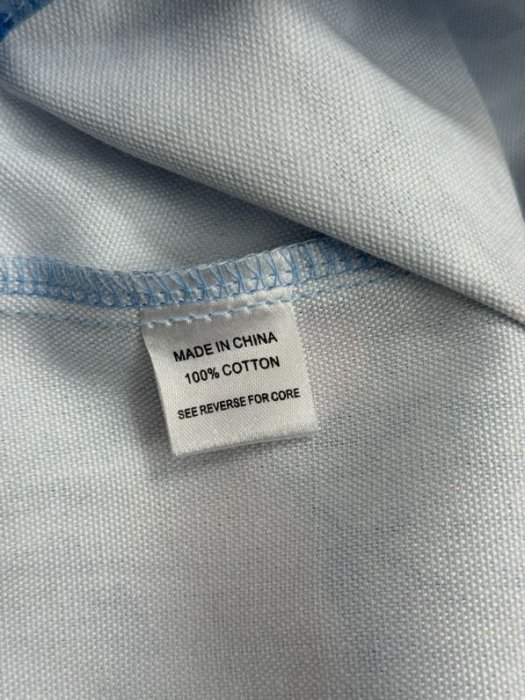 MADE IN CHINA
100% COTTON
SEE REVERSE FOR CORE